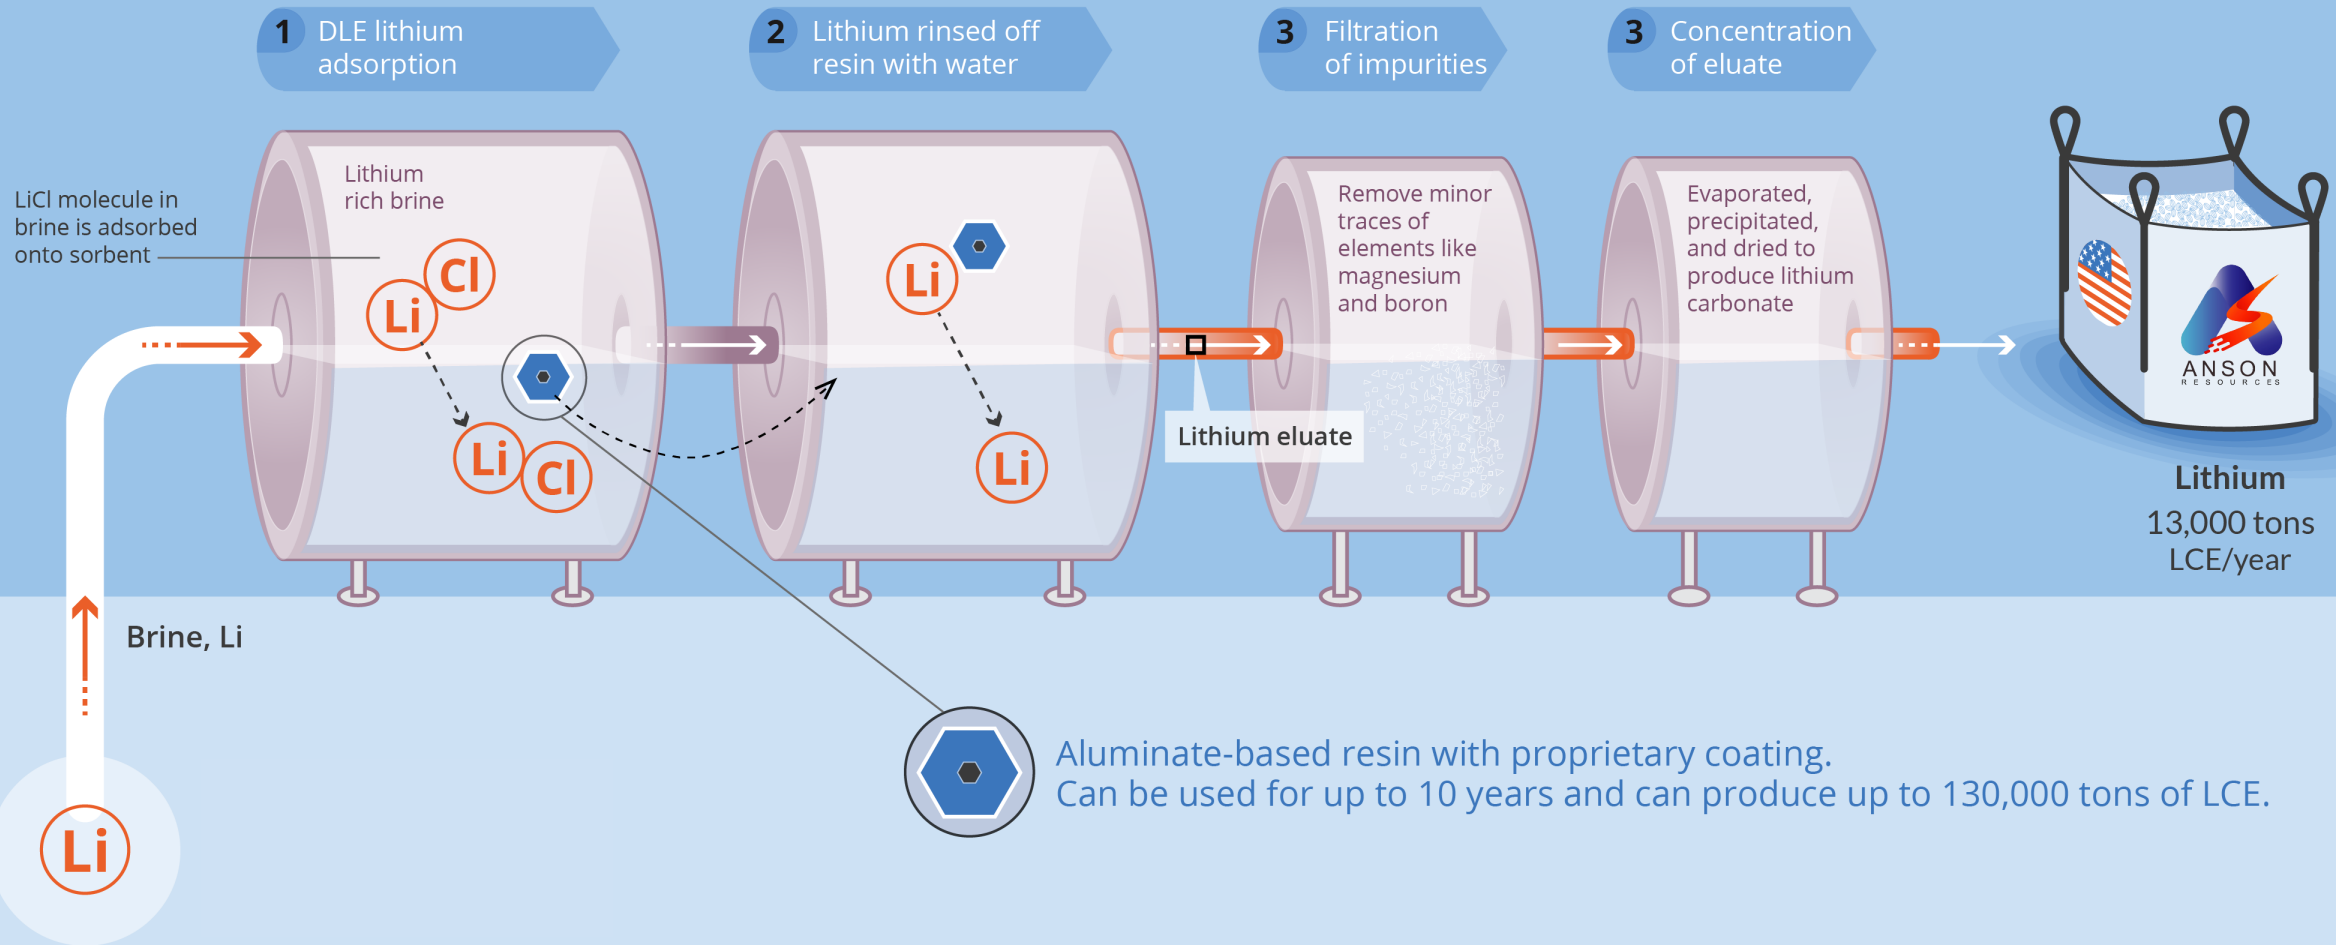 1 DLE lithium
adsorption
2 Lithium rinsed off
resin with water
3 Filtration
of impurities
3 Concentration
of eluate
LiCl molecule in
brine is adsorbed
onto sorbent
Lithium
rich brine
Cl
Li
Li
Cl
Li
Li
Lithium eluate
Remove minor
traces of
elements like
magnesium
and boron
Evaporated,
precipitated,
and dried to
produce lithium
carbonate
ANSON
RESOURCES
Lithium
13,000 tons
LCE/year
Brine, Li
Li
Aluminate-based resin with proprietary coating.
Can be used for up to 10 years and can produce up to 130,000 tons of LCE.